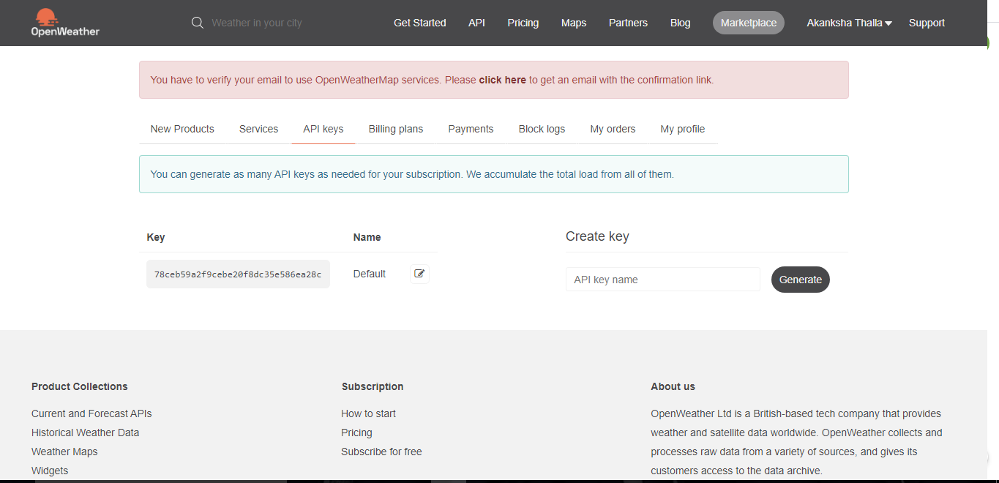 OpenWeather
Weather in your city
Get Started API Pricing Maps Partners Blog Marketplace Akanksha Thalla Support
You have to verify your email to use OpenWeatherMap services. Please click here to get an email with the confirmation link.
New Products Services API keys Billing plans Payments Block logs My orders My profile
You can generate as many API keys as needed for your subscription. We accumulate the total load from all of them.
Key Name
78ceb59a2f9cebe20f8dc35e586ea28c Default
Create key
API key name Generate
Product Collections
Current and Forecast APIs
Historical Weather Data
Weather Maps
Widgets
Subscription
How to start
Pricing
Subscribe for free
About us
OpenWeather Ltd is a British-based tech company that provides
weather and satellite data worldwide. OpenWeather collects and
processes raw data from a variety of sources, and gives its
customers access to the data archive.